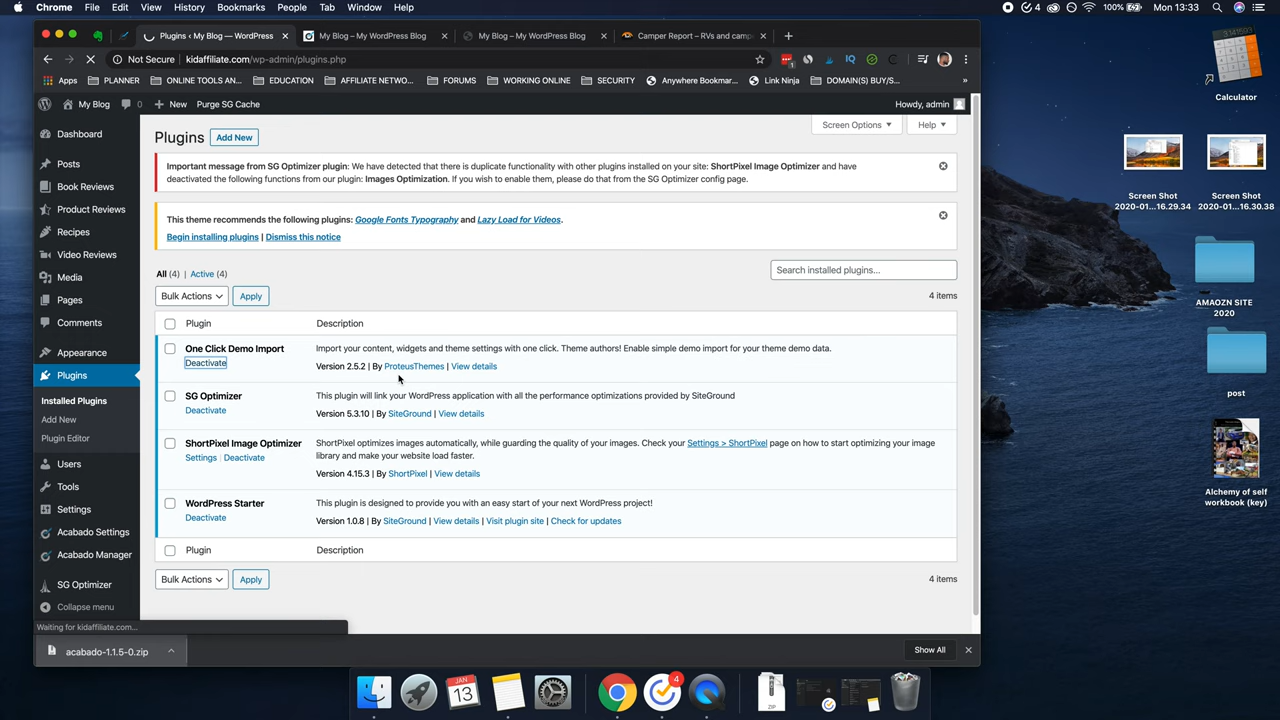 Chrome File Edit View History Bookmarks People Tab Window Help
4 100% Mon 13:33
Plugins ‹ My Blog — WordPress
My Blog – My WordPress Blog
My Blog – My WordPress Blog
Camper Report – RVs and camp
Not Secure kidaffiliate.com/wp-admin/plugins.php
Apps PLANNER ONLINE TOOLS AN... EDUCATION AFFILIATE NETW... FORUMS WORKING ONLINE SECURITY Anywhere Bookmar... Link Ninja DOMAIN(S) BUY/S... »
My Blog 0 New Purge SG Cache Howdy, admin
Dashboard
Posts
Book Reviews
Product Reviews
Recipes
Video Reviews
Media
Pages
Comments
Appearance
Plugins
Installed Plugins
Add New
Plugin Editor
Users
Tools
Settings
Acabado Settings
Acabado Manager
SG Optimizer
Collapse menu
Screen Options Help
Plugins Add New
Important message from SG Optimizer plugin: We have detected that there is duplicate functionality with other plugins installed on your site: ShortPixel Image Optimizer and have
deactivated the following functions from our plugin: Images Optimization. If you wish to enable them, please do that from the SG Optimizer config page.
This theme recommends the following plugins: Google Fonts Typography and Lazy Load for Videos.
Begin installing plugins | Dismiss this notice
All (4) | Active (4)
Search installed plugins...
Bulk Actions Apply 4 items
Plugin Description
One Click Demo Import Import your content, widgets and theme settings with one click. Theme authors! Enable simple demo import for your theme demo data.
Deactivate Version 2.5.2 | By ProteusThemes | View details
SG Optimizer This plugin will link your WordPress application with all the performance optimizations provided by SiteGround
Deactivate Version 5.3.10 | By SiteGround | View details
ShortPixel Image Optimizer ShortPixel optimizes images automatically, while guarding the quality of your images. Check your Settings > ShortPixel page on how to start optimizing your image
Settings | Deactivate library and make your website load faster.
Version 4.15.3 | By ShortPixel | View details
WordPress Starter This plugin is designed to provide you with an easy start of your next WordPress project!
Deactivate Version 1.0.8 | By SiteGround | View details | Visit plugin site | Check for updates
Plugin Description
Bulk Actions Apply 4 items
Waiting for kidaffiliate.com...
acabado-1.1.5-0.zip Show All
Calculator
Screen Shot
2020-01...16.29.34
Screen Shot
2020-01...16.30.38
AMAOZN SITE
2020
post
Alchemy of self
workbook (key)
JAN
13
4
ZIP